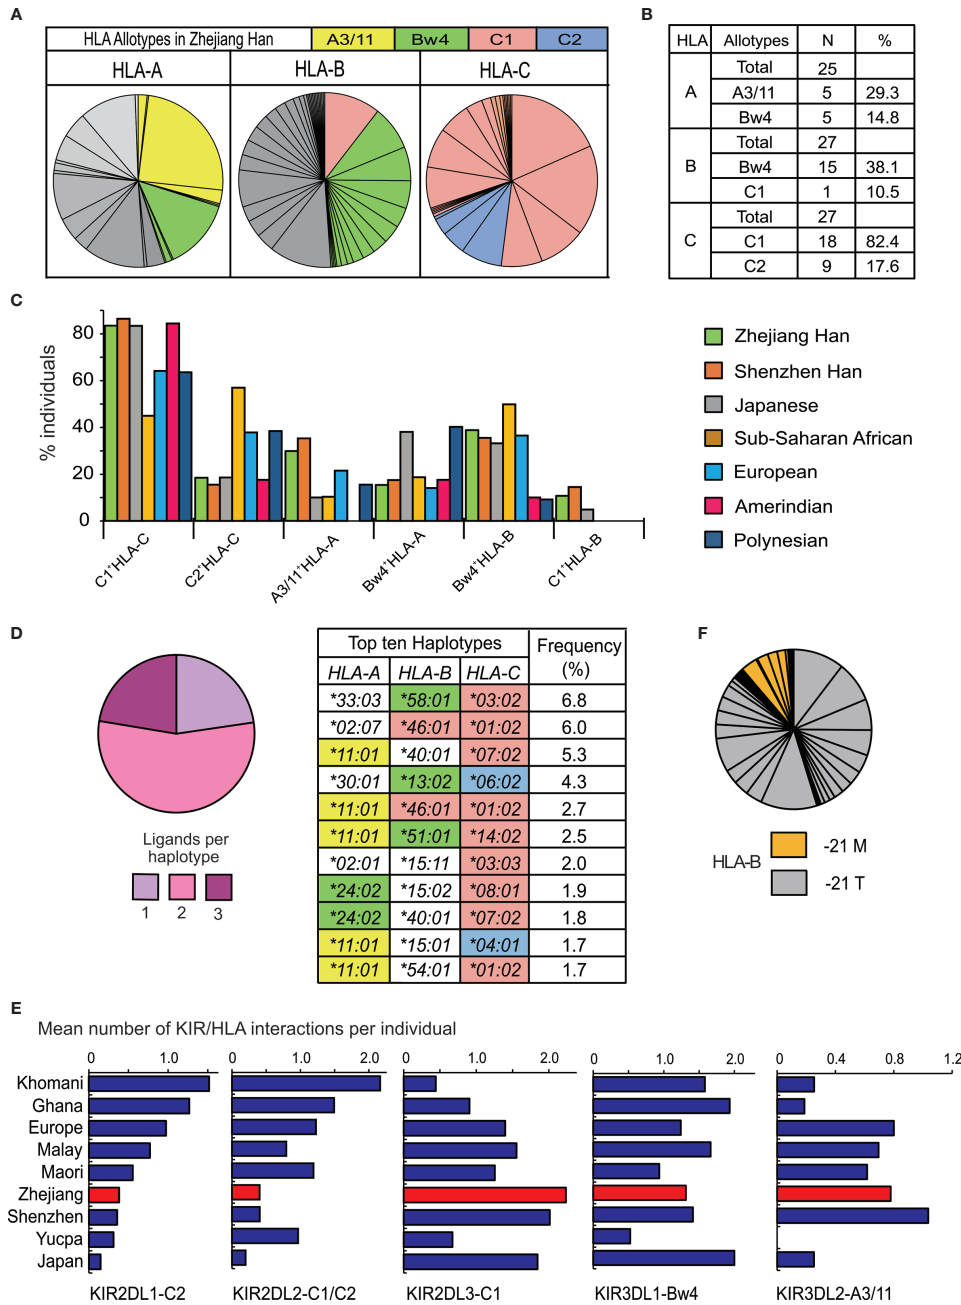 A
HLA Allotypes in Zhejiang Han A3/11 Bw4 C1 C2
HLA-A HLA-B HLA-C
B
HLA Allotypes N %
A Total 25
A3/11 5 29.3
Bw4 5 14.8
B Total 27
Bw4 15 38.1
C1 1 10.5
C Total 27
C1 18 82.4
C2 9 17.6
C
% individuals
80
60
40
20
0
C1+HLA-C C2+HLA-C A3/11+HLA-A Bw4+HLA-A Bw4+HLA-B C1+HLA-B
Zhejiang Han
Shenzhen Han
Japanese
Sub-Saharan African
European
Amerindian
Polynesian
D
Ligands per
haplotype
1 2 3
Top ten Haplotypes Frequency (%)
HLA-A HLA-B HLA-C
*33:03 *58:01 *03:02 6.8
*02:07 *46:01 *01:02 6.0
*11:01 *40:01 *07:02 5.3
*30:01 *13:02 *06:02 4.3
*11:01 *46:01 *01:02 2.7
*11:01 *51:01 *14:02 2.5
*02:01 *15:11 *03:03 2.0
*24:02 *15:02 *08:01 1.9
*24:02 *40:01 *07:02 1.8
*11:01 *15:01 *04:01 1.7
*11:01 *54:01 *01:02 1.7
F
HLA-B
-21 M
-21 T
E
Mean number of KIR/HLA interactions per individual
0 1.0 0 1.0 2.0 0 1.0 2.0 0 1.0 2.0 0 0.4 0.8 1.2
Khomani
Ghana
Europe
Malay
Maori
Zhejiang
Shenzhen
Yucpa
Japan
KIR2DL1-C2 KIR2DL2-C1/C2 KIR2DL3-C1 KIR3DL1-Bw4 KIR3DL2-A3/11